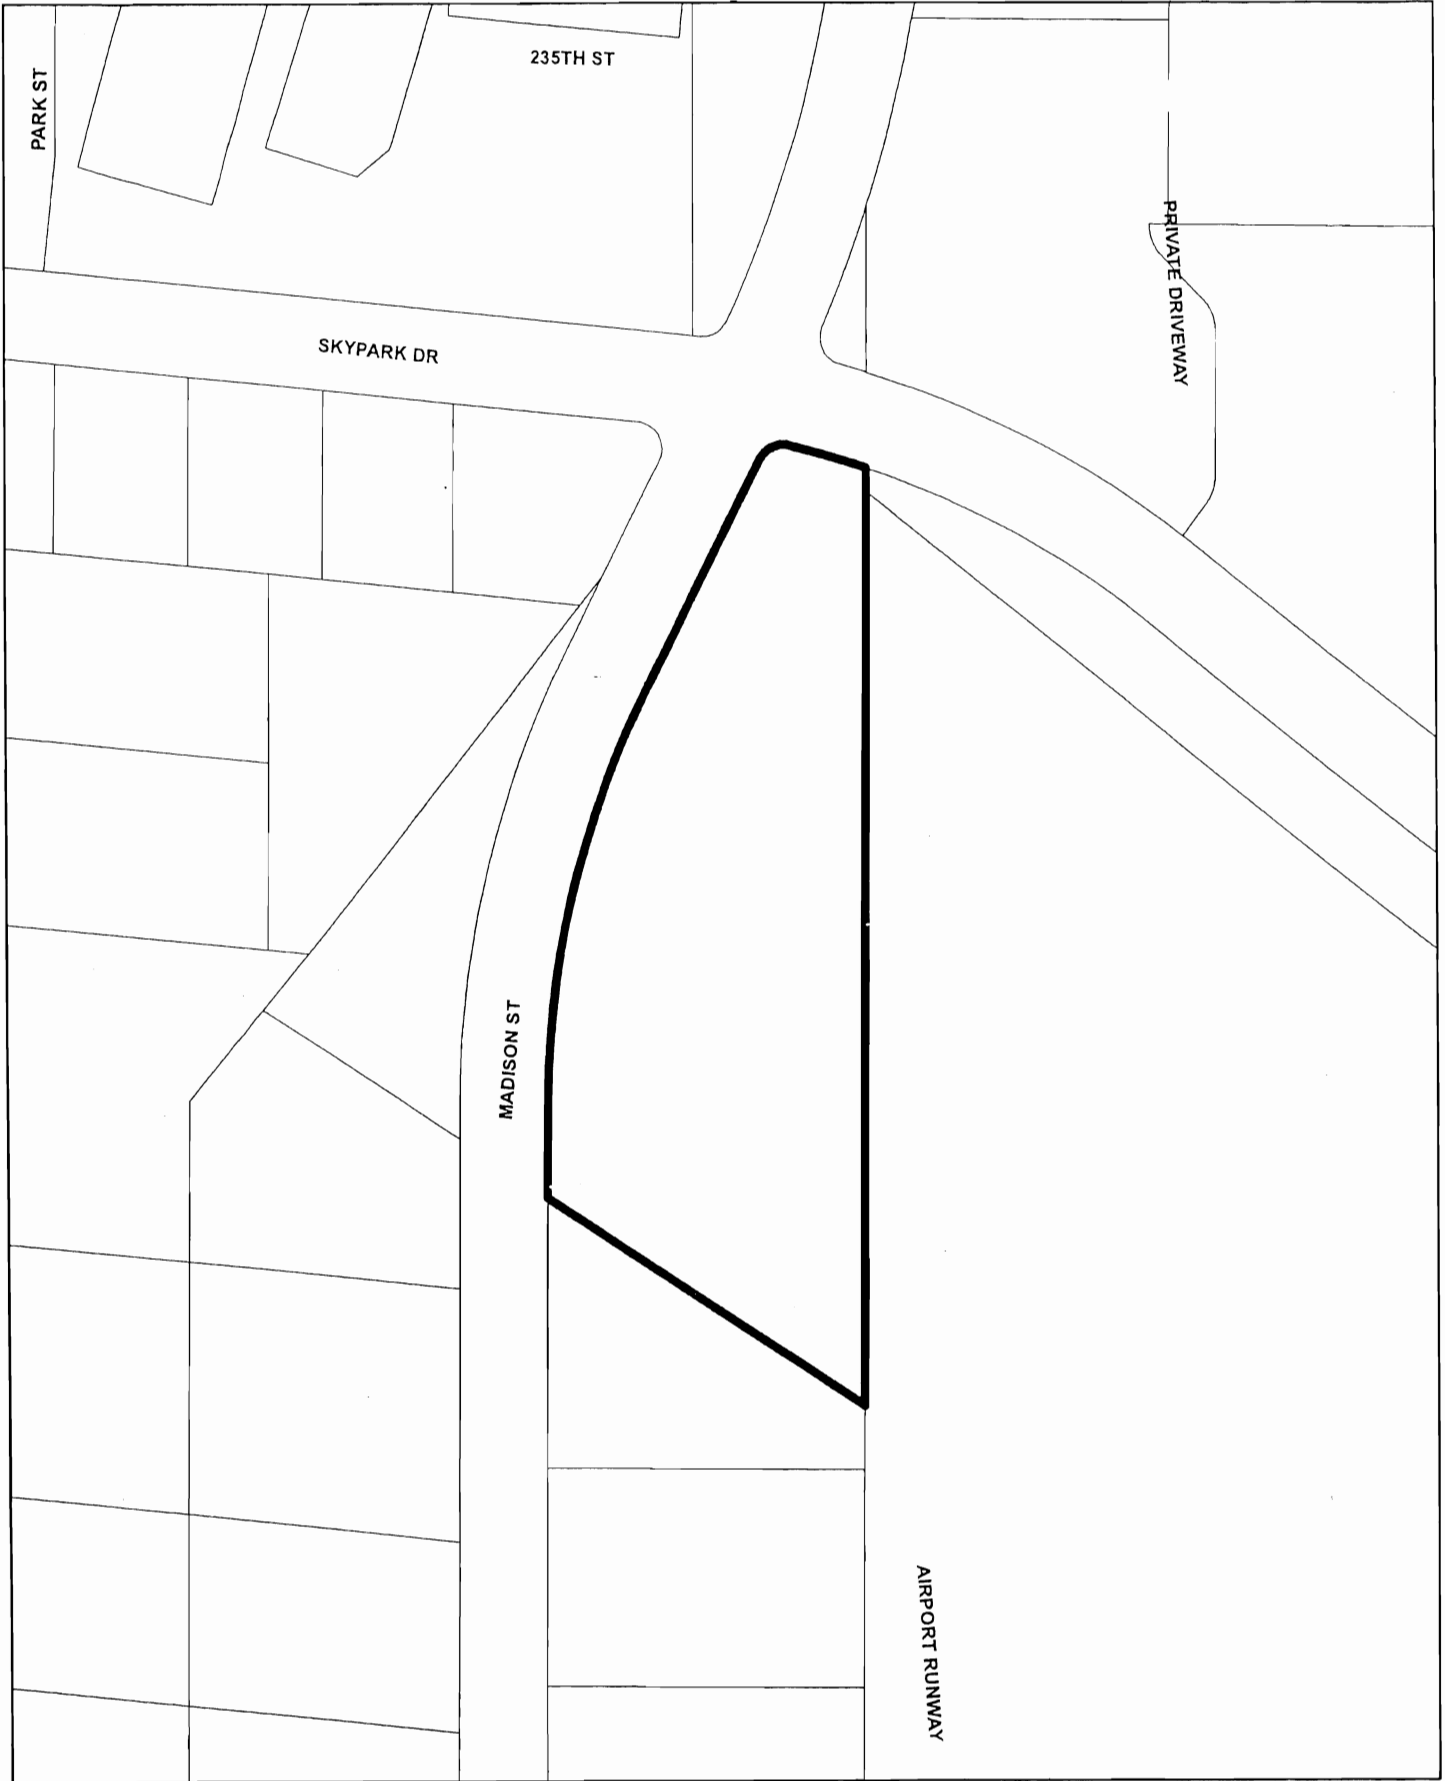 235TH ST
PARK ST
PRIVATE DRIVEWAY
SKYPARK DR
MADISON ST
AIRPORT RUNWAY